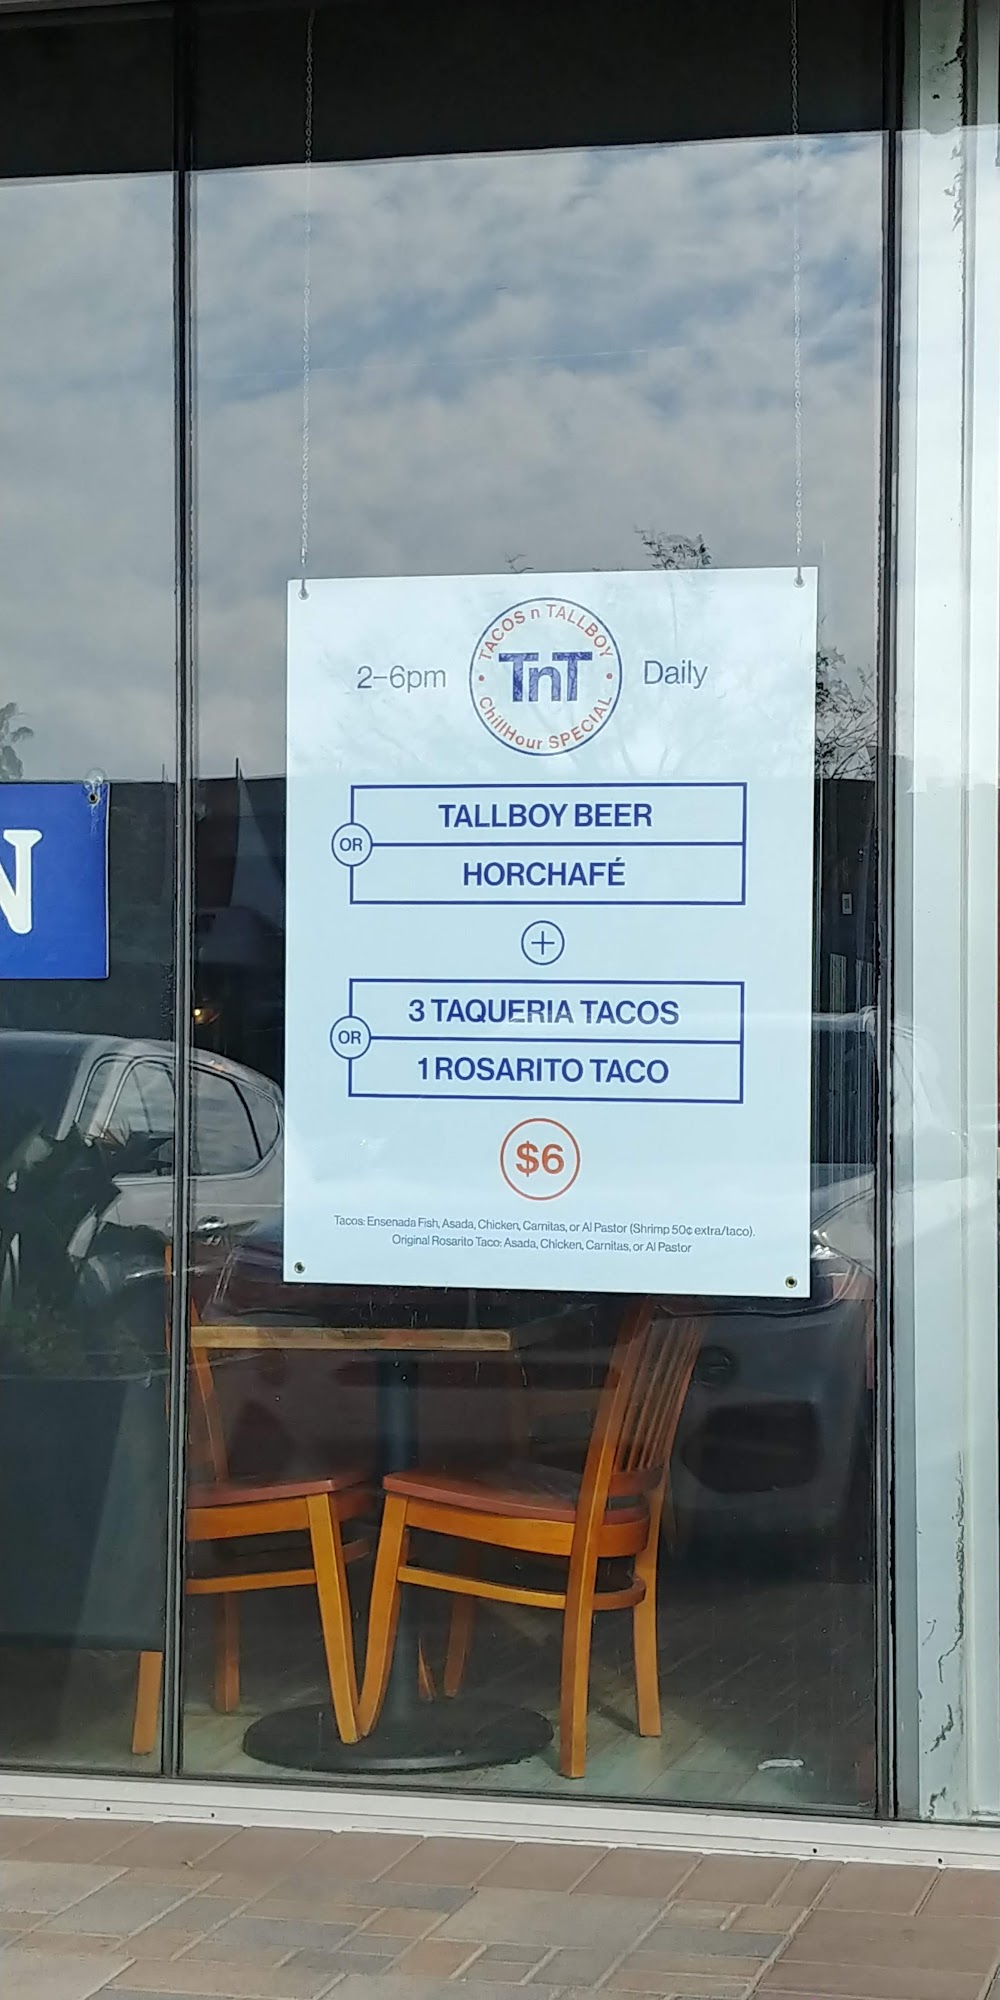 2–6pm
TACOS n TALLBOY
TnT
ChillHour SPECIAL
Daily
TALLBOY BEER
OR
HORCHAFÉ
+
3 TAQUERIA TACOS
OR
1 ROSARITO TACO
$6
Tacos: Ensenada Fish, Asada, Chicken, Carnitas, or Al Pastor (Shrimp 50¢ extra/taco).
Original Rosarito Taco: Asada, Chicken, Carnitas, or Al Pastor
N